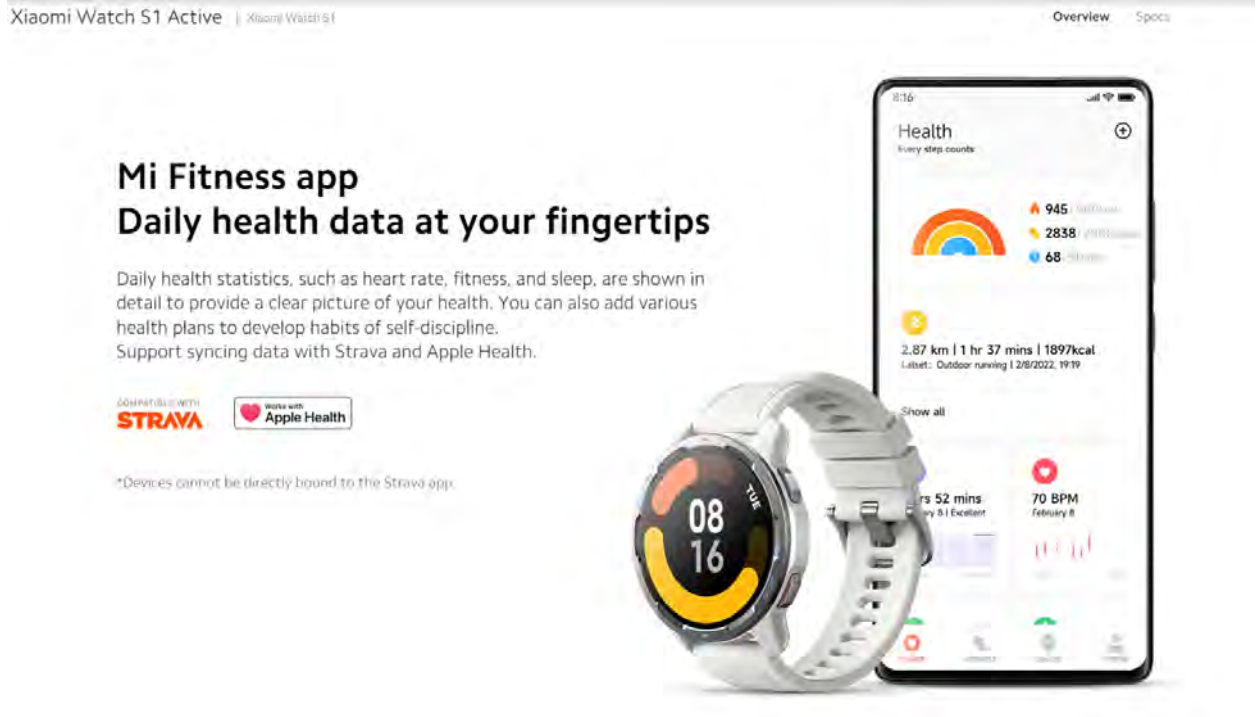 Xiaomi Watch S1 Active | Xiaomi Watch S1
Overview Specs
Mi Fitness app
Daily health data at your fingertips
Daily health statistics, such as heart rate, fitness, and sleep, are shown in
detail to provide a clear picture of your health. You can also add various
health plans to develop habits of self-discipline.
Support syncing data with Strava and Apple Health.
COMPATIBLE WITH
STRAVA
Works with
Apple Health
*Devices cannot be directly bound to the Strava app.
8:16
Health
Every step counts
945
2838
68
2.87 km | 1 hr 37 mins | 1897kcal
Latset: Outdoor running | 2/8/2022, 19:19
Show all
rs 52 mins
ry 8 | Excellent
70 BPM
February 8
TUE
08
16